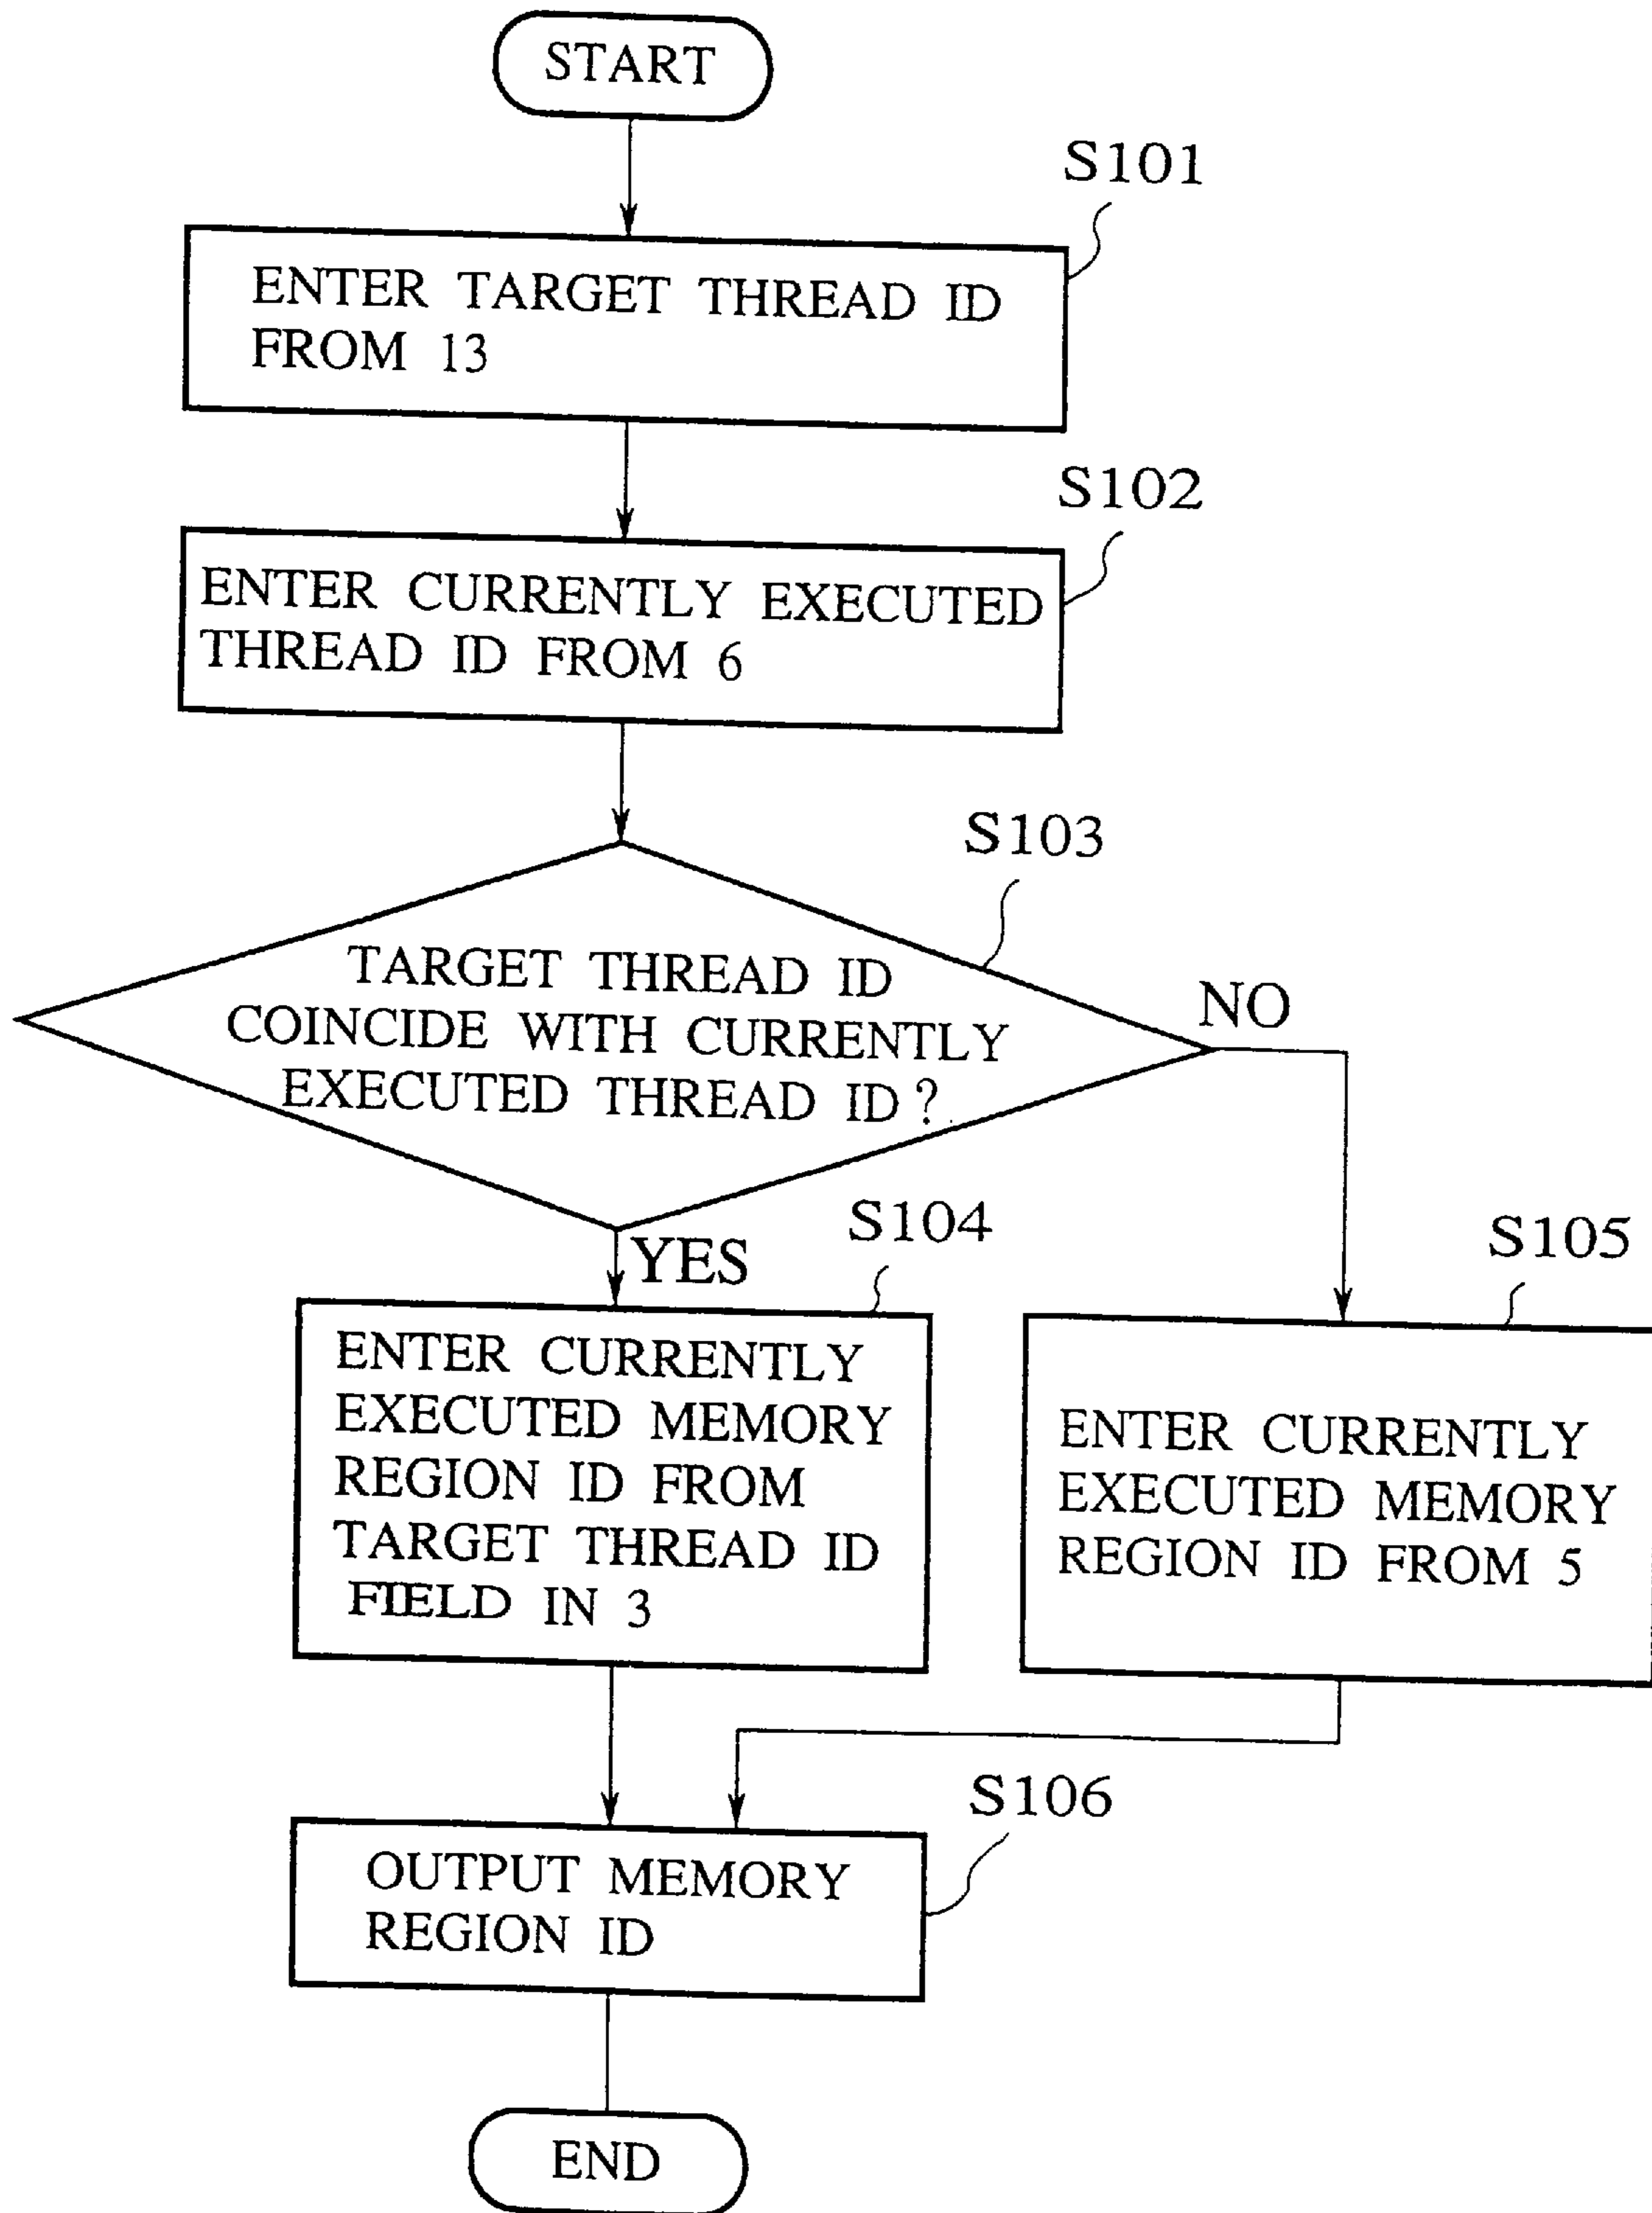 START
S101
ENTER TARGET THREAD ID
FROM 13
S102
ENTER CURRENTLY EXECUTED
THREAD ID FROM 6
S103
TARGET THREAD ID
COINCIDE WITH CURRENTLY
EXECUTED THREAD ID?
NO
YES
S104
ENTER CURRENTLY
EXECUTED MEMORY
REGION ID FROM
TARGET THREAD ID
FIELD IN 3
S105
ENTER CURRENTLY
EXECUTED MEMORY
REGION ID FROM 5
S106
OUTPUT MEMORY
REGION ID
END